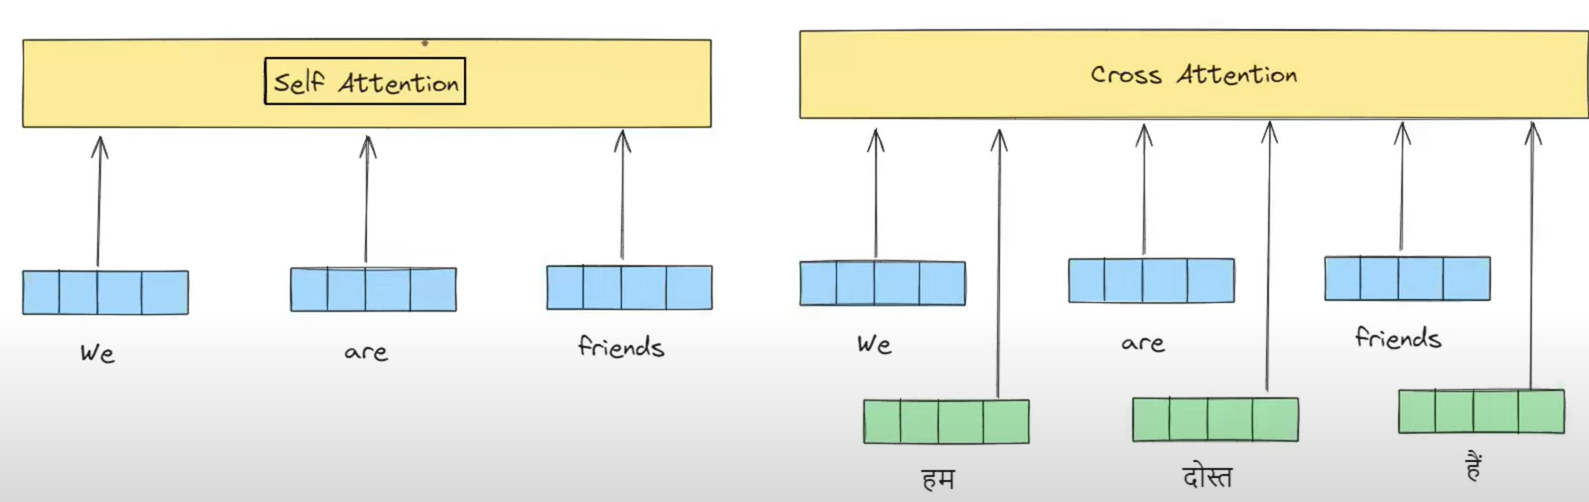 Self Attention
We are friends
Cross Attention
We are friends
हम दोस्त हैं